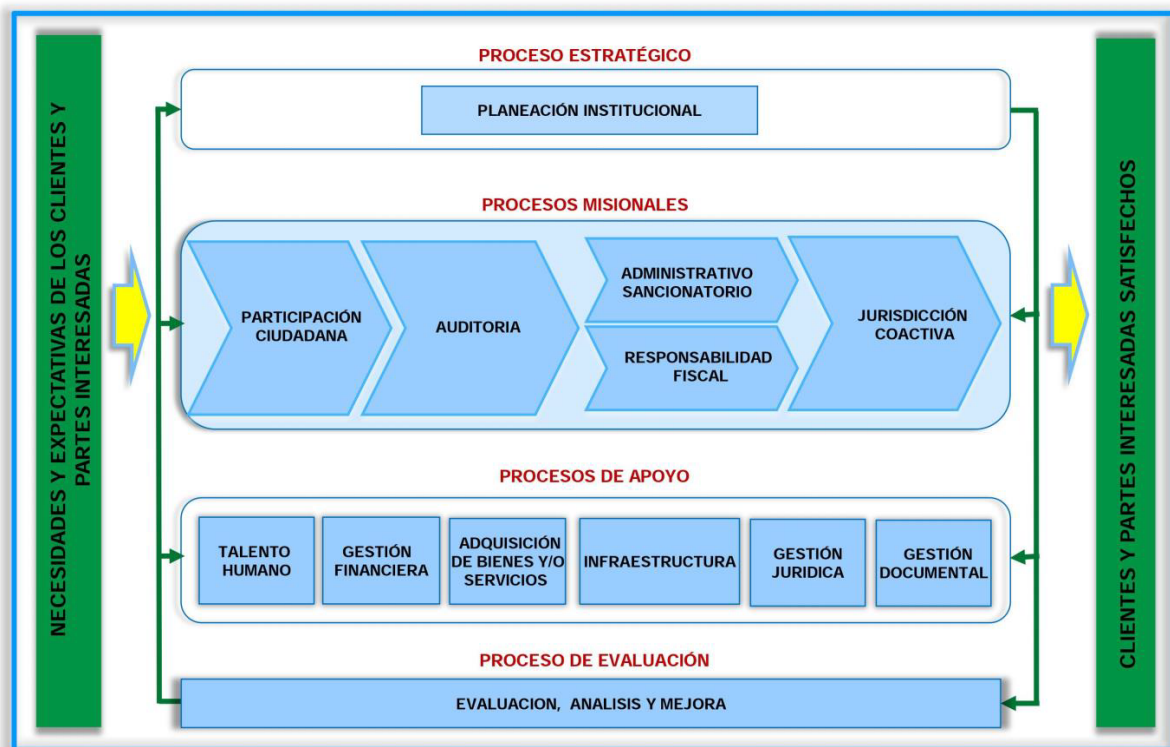 NECESIDADES Y EXPECTATIVAS DE LOS CLIENTES Y
PARTES INTERESADAS
PROCESO ESTRATÉGICO
PLANEACIÓN INSTITUCIONAL
PROCESOS MISIONALES
PARTICIPACIÓN
CIUDADANA
AUDITORIA
ADMINISTRATIVO
SANCIONATORIO
RESPONSABILIDAD
FISCAL
JURISDICCIÓN
COACTIVA
PROCESOS DE APOYO
TALENTO
HUMANO
GESTIÓN
FINANCIERA
ADQUISICIÓN
DE BIENES Y/O
SERVICIOS
INFRAESTRUCTURA
GESTIÓN
JURIDICA
GESTIÓN
DOCUMENTAL
PROCESO DE EVALUACIÓN
EVALUACION, ANALISIS Y MEJORA
CLIENTES Y PARTES INTERESADAS SATISFECHOS